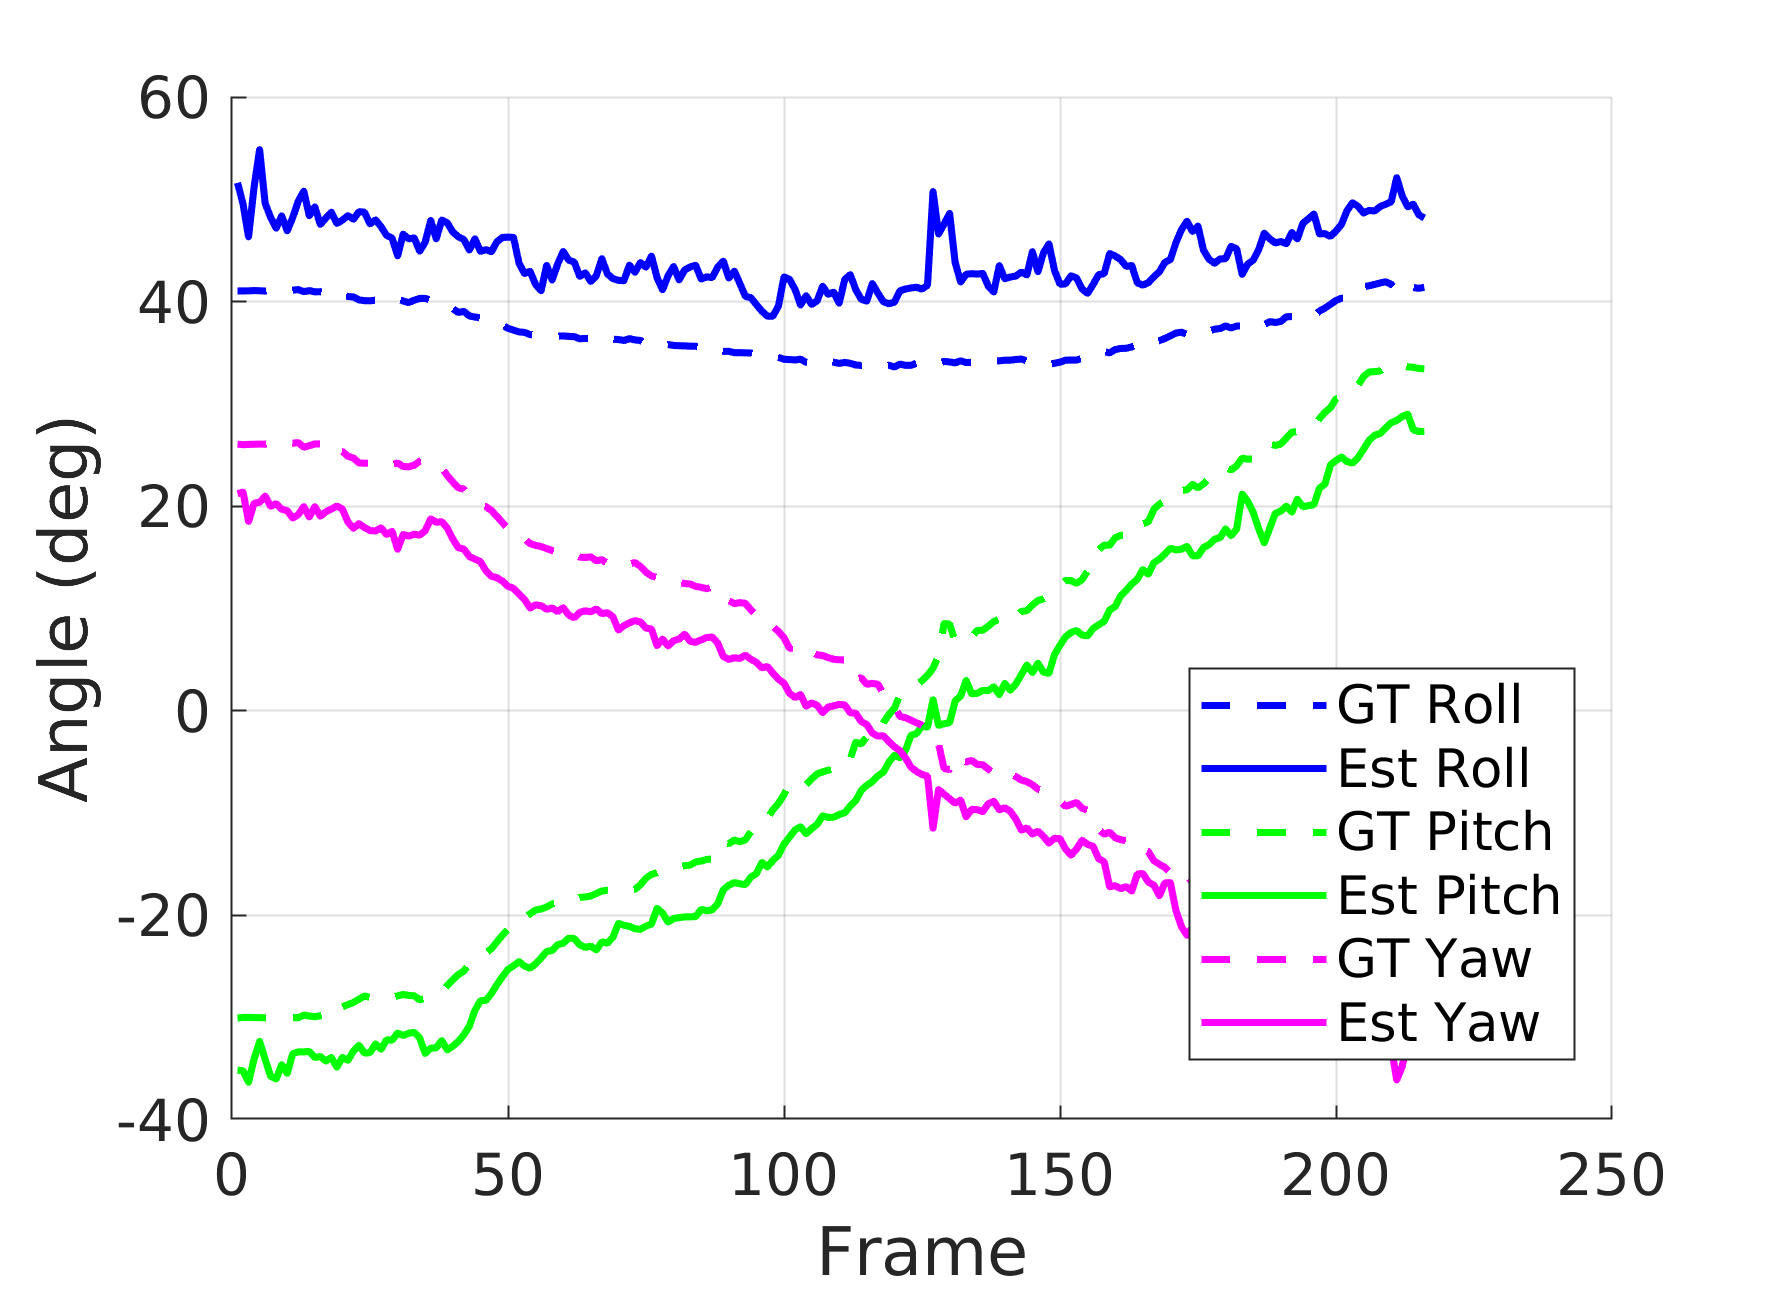 60
40
20
0
-20
-40
Angle (deg)
0 50 100 150 200 250
Frame
GT Roll
Est Roll
GT Pitch
Est Pitch
GT Yaw
Est Yaw